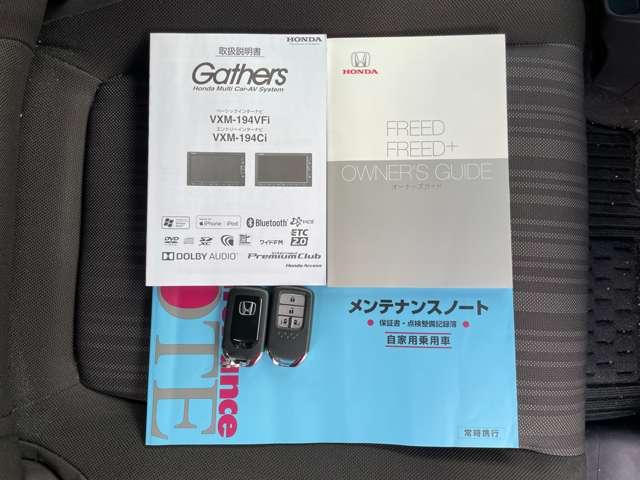 取扱説明書
HONDA
Gathers
Honda Multi Car-AV System
ベーシックインターナビ
VXM-194VFi
エントリーインターナビ
VXM-194Ci
iPhone iPod
Bluetooth
DVD
ワイドFM
ETC 2.0
DOLBY AUDIO
Premium Club
Honda Access
HONDA
FREED
FREED+
OWNER'S GUIDE
オーナーズガイド
メンテナンスノート
保証書・点検整備記録簿
自家用乗用車
常時携行